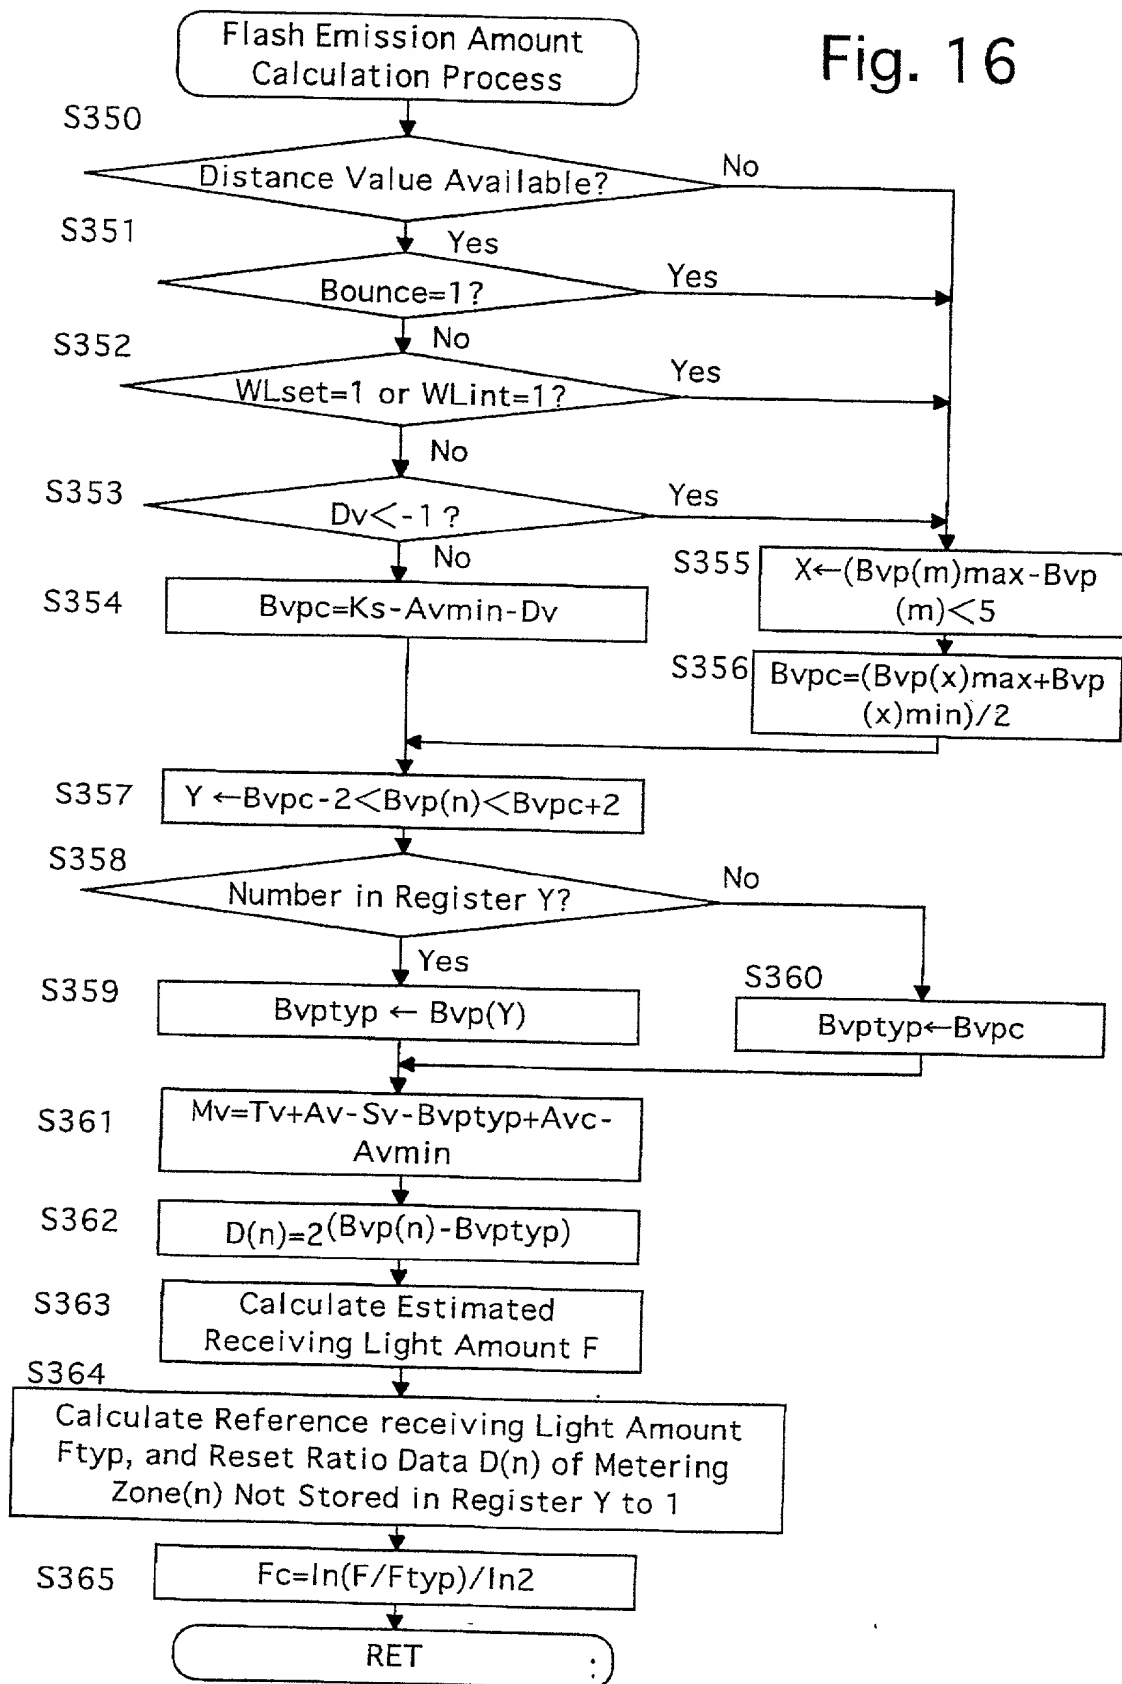 Fig. 16
Flash Emission Amount
Calculation Process
S350
Distance Value Available?
No
S351
Yes
Bounce=1?
Yes
S352
No
WLset=1 or WLint=1?
Yes
No
S353
Dv<-1 ?
Yes
No
S354
Bvpc=Ks-Avmin-Dv
S355
X←(Bvp(m)max-Bvp
(m)<5
S356
Bvpc=(Bvp(x)max+Bvp
(x)min)/2
S357
Y ←Bvpc-2<Bvp(n)<Bvpc+2
S358
Number in Register Y?
No
Yes
S359
Bvptyp ← Bvp(Y)
S360
Bvptyp←Bvpc
S361
Mv=Tv+Av-Sv-Bvptyp+Avc-
Avmin
S362
D(n)=2(Bvp(n)-Bvptyp)
S363
Calculate Estimated
Receiving Light Amount F
S364
Calculate Reference receiving Light Amount
Ftyp, and Reset Ratio Data D(n) of Metering
Zone(n) Not Stored in Register Y to 1
S365
Fc=ln(F/Ftyp)/ln2
RET